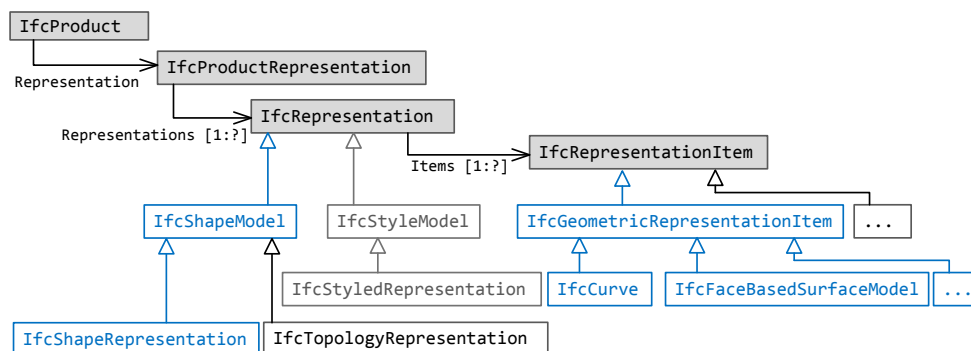 IfcProduct
Representation
IfcProductRepresentation
Representations [1:?]
IfcRepresentation
Items [1:?]
IfcRepresentationItem
IfcShapeModel
IfcStyleModel
IfcGeometricRepresentationItem
...
IfcStyledRepresentation
IfcCurve
IfcFaceBasedSurfaceModel
...
IfcShapeRepresentation
IfcTopologyRepresentation